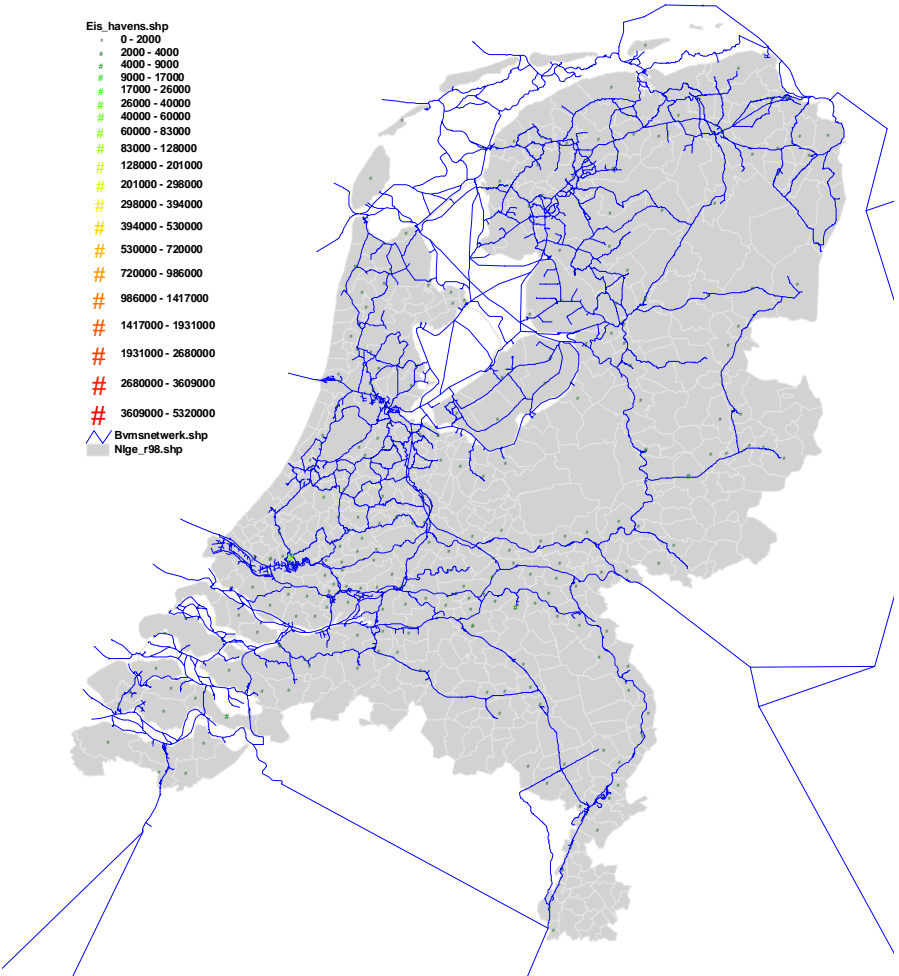 Eis_havens.shp
# 0 - 2000
# 2000 - 4000
# 4000 - 9000
# 9000 - 17000
# 17000 - 26000
# 26000 - 40000
# 40000 - 60000
# 60000 - 83000
# 83000 - 128000
# 128000 - 201000
# 201000 - 298000
# 298000 - 394000
# 394000 - 530000
# 530000 - 720000
# 720000 - 986000
# 986000 - 1417000
# 1417000 - 1931000
# 1931000 - 2680000
# 2680000 - 3609000
# 3609000 - 5320000
Bvmsnetwerk.shp
Nlge_r98.shp